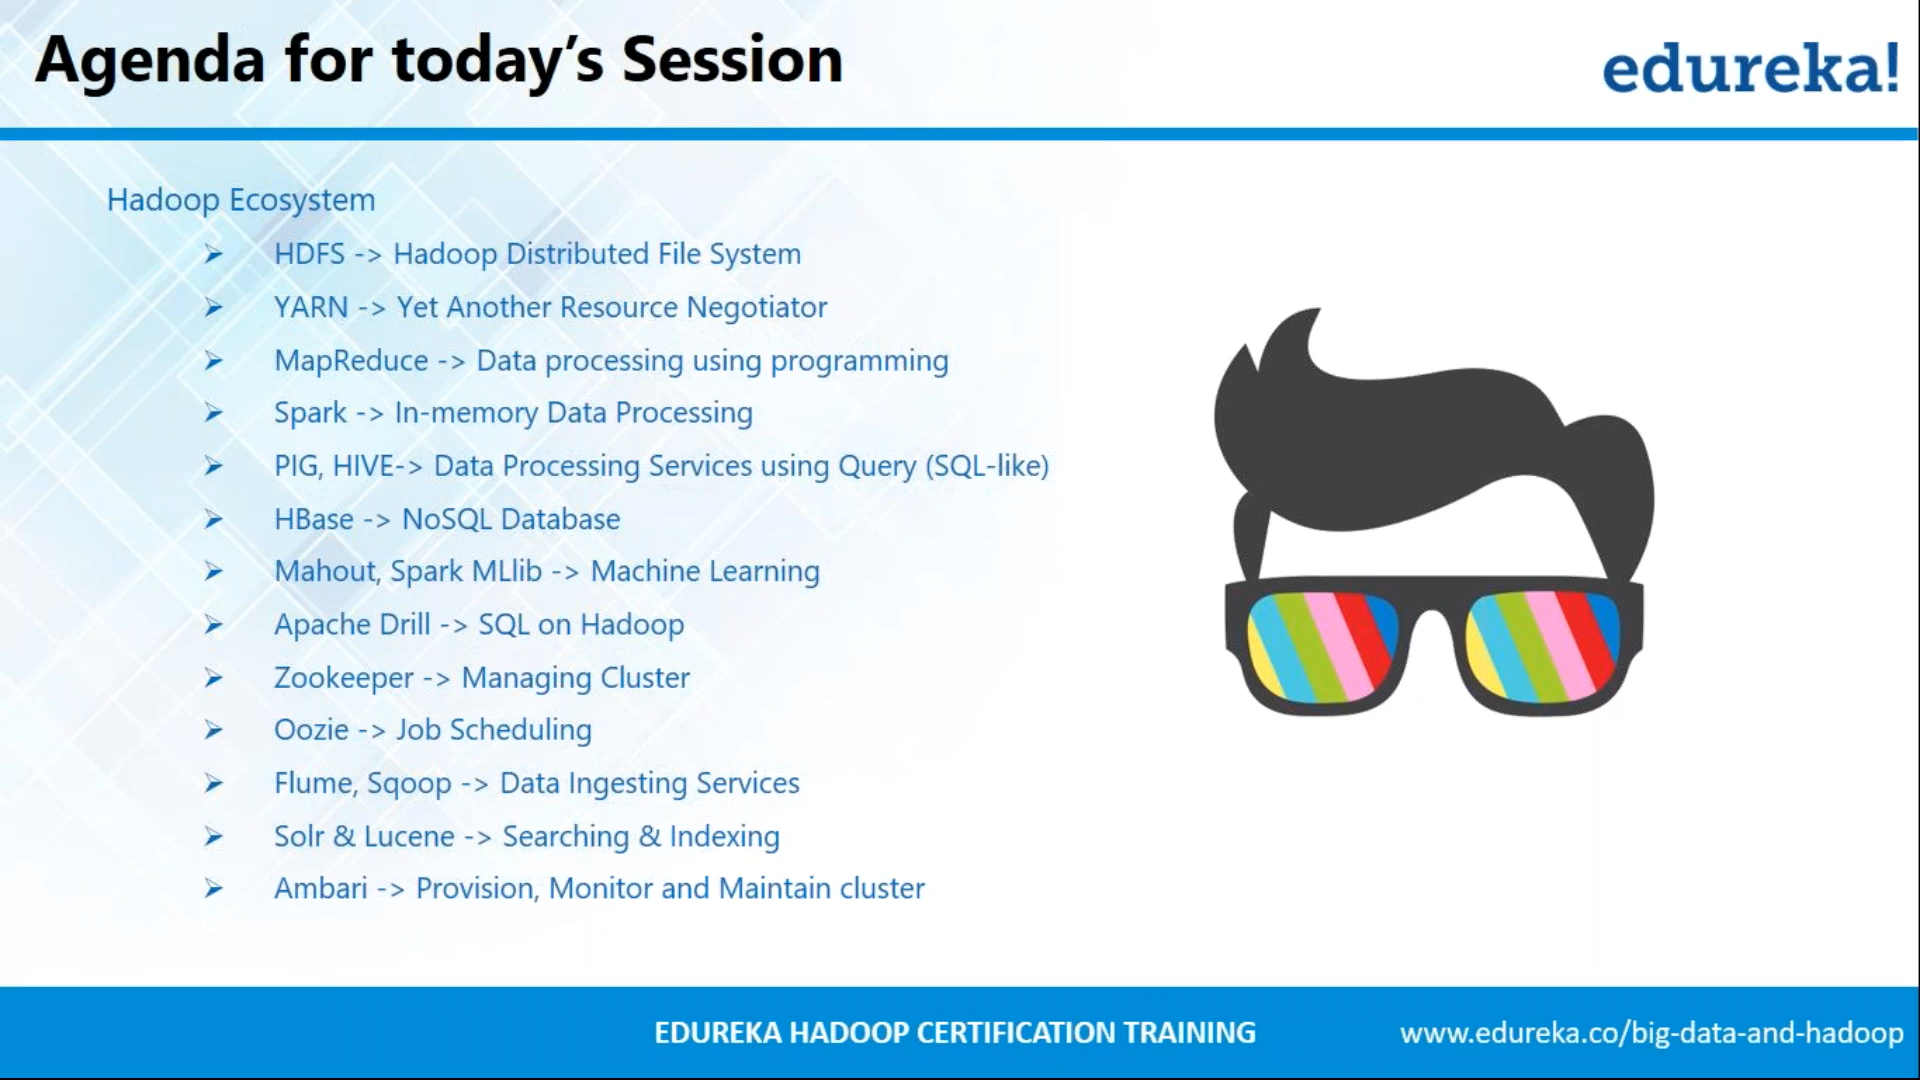 Agenda for today's Session
edureka!
Hadoop Ecosystem
➢ HDFS -> Hadoop Distributed File System
➢ YARN -> Yet Another Resource Negotiator
➢ MapReduce -> Data processing using programming
➢ Spark -> In-memory Data Processing
➢ PIG, HIVE-> Data Processing Services using Query (SQL-like)
➢ HBase -> NoSQL Database
➢ Mahout, Spark MLlib -> Machine Learning
➢ Apache Drill -> SQL on Hadoop
➢ Zookeeper -> Managing Cluster
➢ Oozie -> Job Scheduling
➢ Flume, Sqoop -> Data Ingesting Services
➢ Solr & Lucene -> Searching & Indexing
➢ Ambari -> Provision, Monitor and Maintain cluster
EDUREKA HADOOP CERTIFICATION TRAINING
www.edureka.co/big-data-and-hadoop